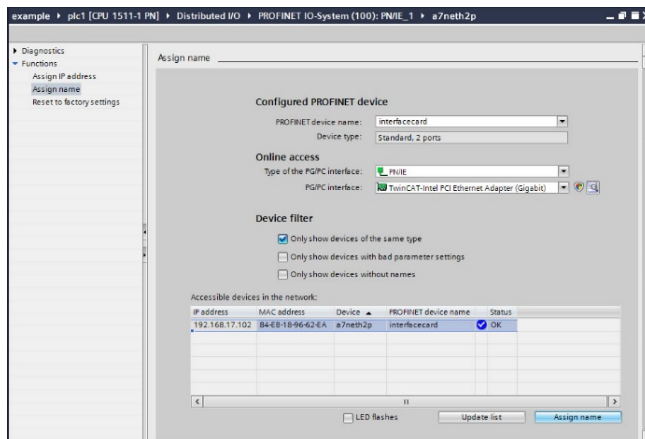 example ▸ plc1 [CPU 1511-1 PN] ▸ Distributed I/O ▸ PROFINET IO-System (100): PN/IE_1 ▸ a7neth2p
Diagnostics
Functions
Assign IP address
Assign name
Reset to factory settings
Assign name
Configured PROFINET device
PROFINET device name: interfacecard
Device type: Standard, 2 ports
Online access
Type of the PG/PC interface: PN/IE
PG/PC interface: TwinCAT-Intel PCI Ethernet Adapter (Gigabit)
Device filter
Only show devices of the same type
Only show devices with bad parameter settings
Only show devices without names
Accessible devices in the network:
IP address MAC address Device PROFINET device name Status
192.168.17.102 84-E8-18-96-62-EA a7neth2p interfacecard OK
LED flashes Update list Assign name